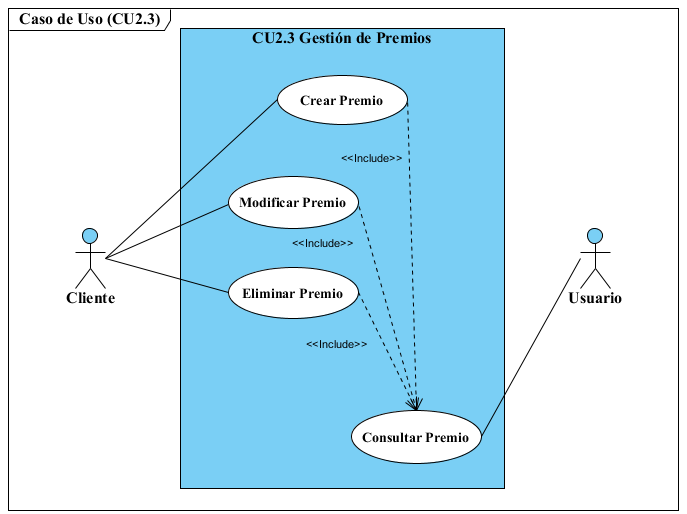 Caso de Uso (CU2.3)
CU2.3 Gestión de Premios
Crear Premio
<<Include>>
Modificar Premio
<<Include>>
Eliminar Premio
Cliente
Usuario
<<Include>>
Consultar Premio